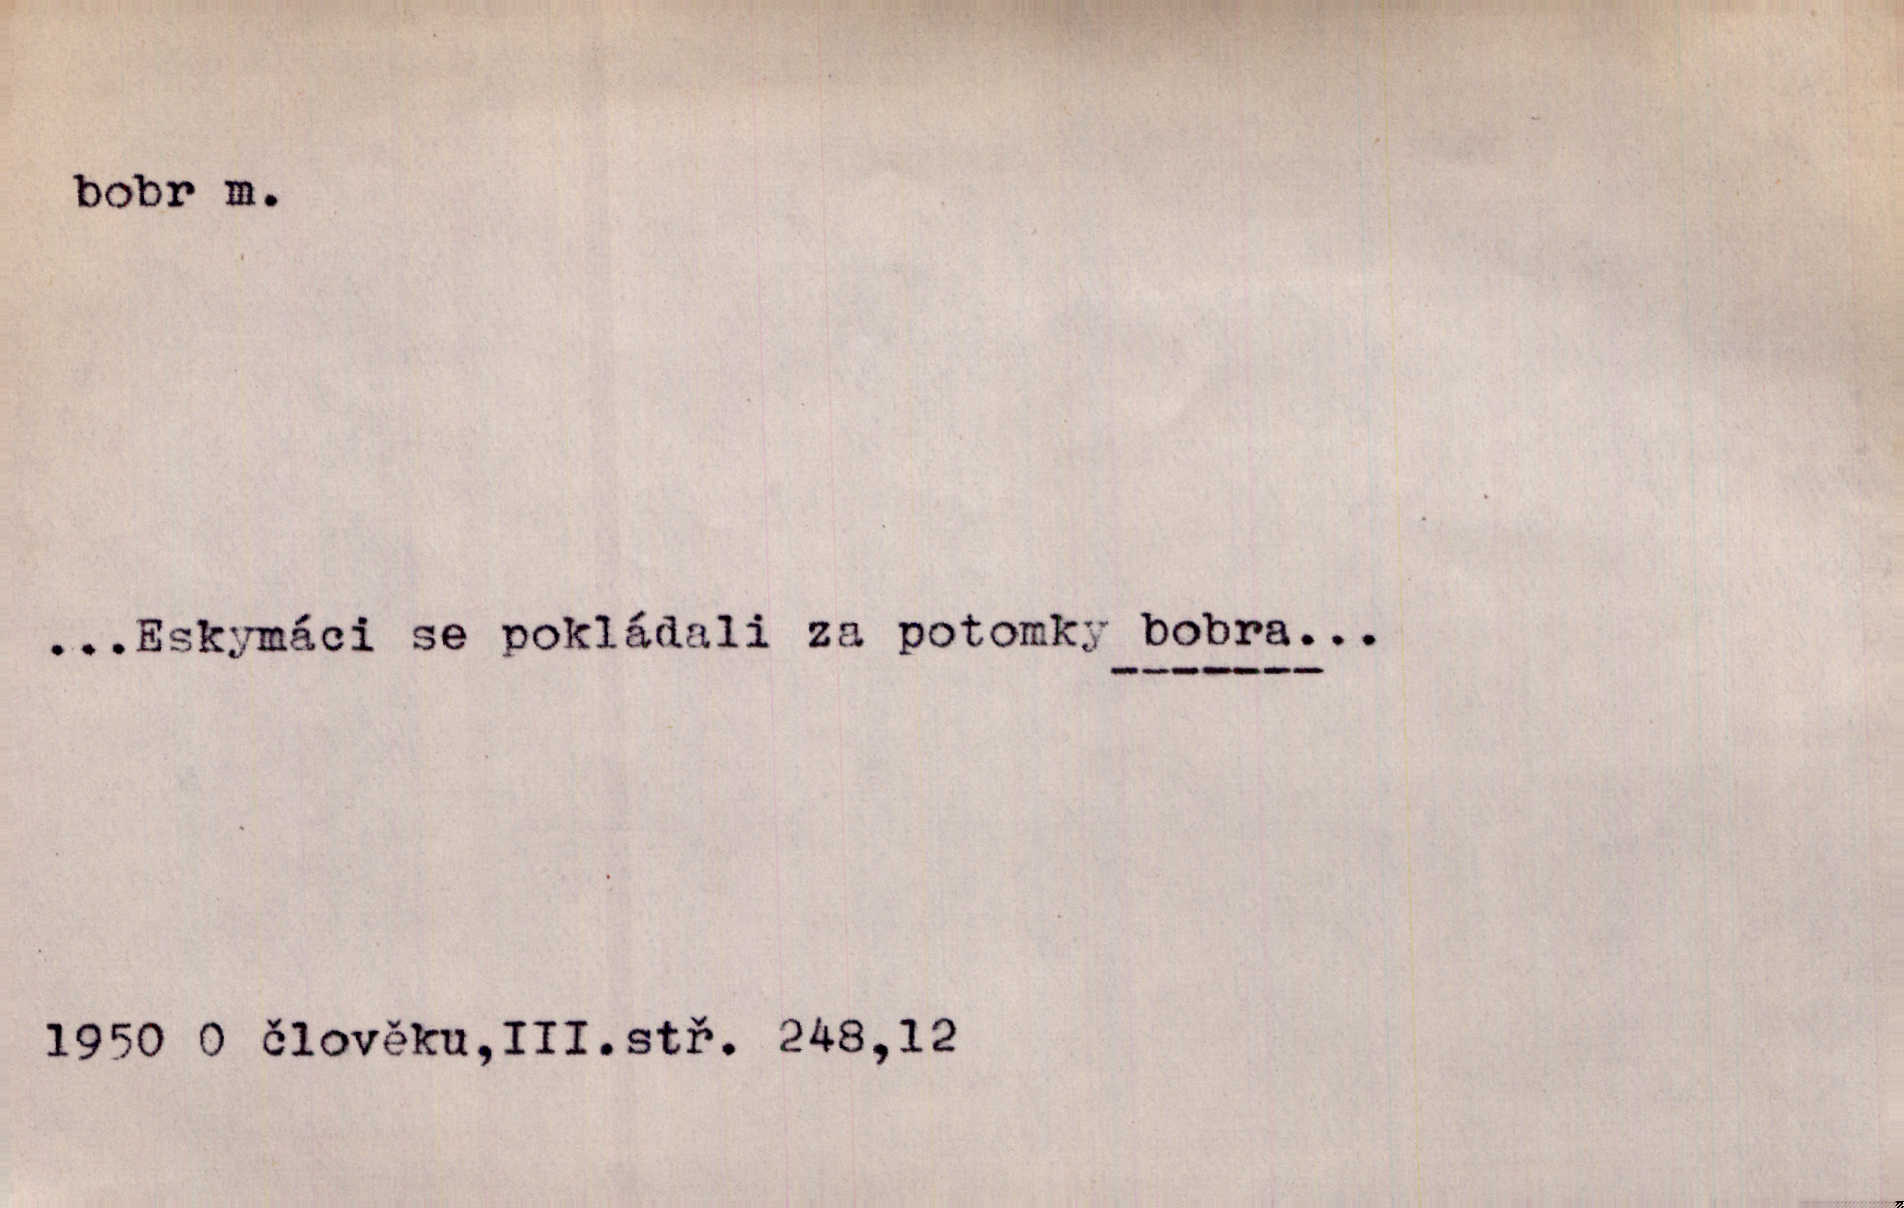 bobr m.
...Eskymáci se pokládali za potomky bobra...
1950 O člověku,III.stř. 248,12